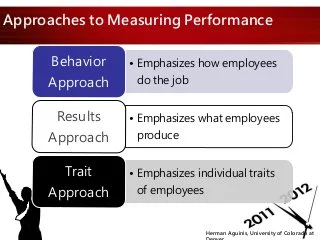 Approaches to Measuring Performance
Behavior
Approach
• Emphasizes how employees
do the job
Results
Approach
• Emphasizes what employees
produce
Trait
Approach
• Emphasizes individual traits
of employees
2011
2012
Herman Aguinis, University of Colorado at
Denver